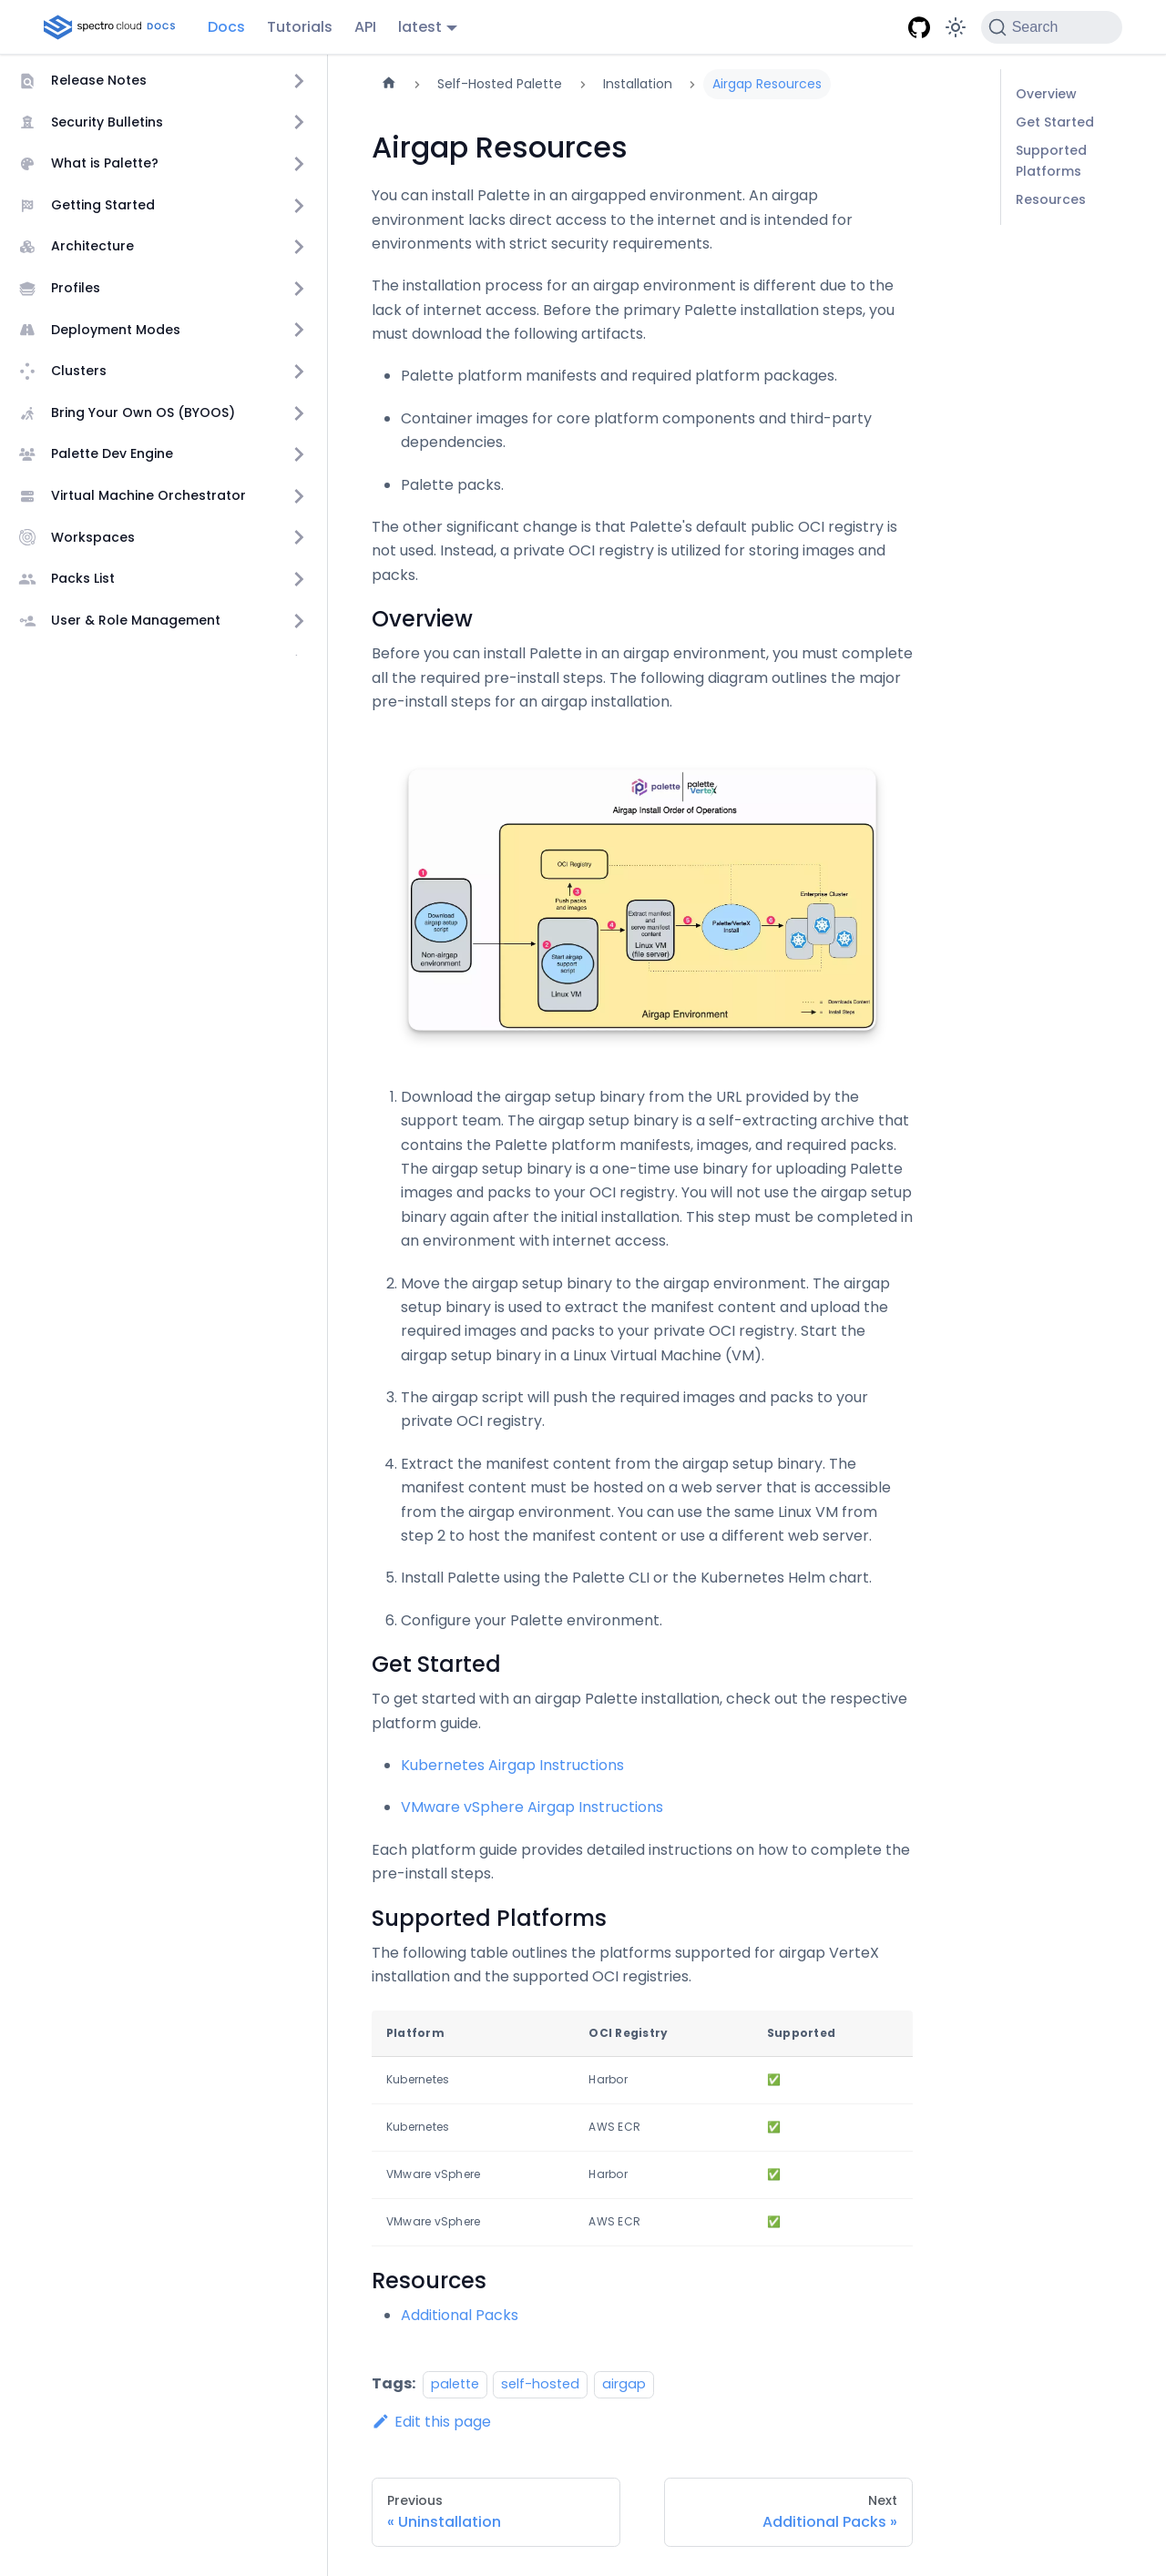 spectro cloud DOCS
Docs
Tutorials
API
latest
Search
Release Notes
Security Bulletins
What is Palette?
Getting Started
Architecture
Profiles
Deployment Modes
Clusters
Bring Your Own OS (BYOOS)
Palette Dev Engine
Virtual Machine Orchestrator
Workspaces
Packs List
User & Role Management
Self-Hosted Palette
Installation
Airgap Resources
Overview
Get Started
Supported
Platforms
Resources
Airgap Resources
You can install Palette in an airgapped environment. An airgap
environment lacks direct access to the internet and is intended for
environments with strict security requirements.
The installation process for an airgap environment is different due to the
lack of internet access. Before the primary Palette installation steps, you
must download the following artifacts.
Palette platform manifests and required platform packages.
Container images for core platform components and third-party
dependencies.
Palette packs.
The other significant change is that Palette's default public OCI registry is
not used. Instead, a private OCI registry is utilized for storing images and
packs.
Overview
Before you can install Palette in an airgap environment, you must complete
all the required pre-install steps. The following diagram outlines the major
pre-install steps for an airgap installation.
palette
palette
VerteX
Airgap Install Order of Operations
OCI Registry
1
3
Push packs
and images
Download
airgap setup
script
Non-airgap
environment
2
Start airgap
support
script
Linux VM
4
Extract manifest
and
serve manifest
content
Linux VM
(file server)
5
Palette/VerteX
Install
6
Enterprise Cluster
Airgap Environment
= Downloads Content
= Install Steps
1. Download the airgap setup binary from the URL provided by the
support team. The airgap setup binary is a self-extracting archive that
contains the Palette platform manifests, images, and required packs.
The airgap setup binary is a one-time use binary for uploading Palette
images and packs to your OCI registry. You will not use the airgap setup
binary again after the initial installation. This step must be completed in
an environment with internet access.
2. Move the airgap setup binary to the airgap environment. The airgap
setup binary is used to extract the manifest content and upload the
required images and packs to your private OCI registry. Start the
airgap setup binary in a Linux Virtual Machine (VM).
3. The airgap script will push the required images and packs to your
private OCI registry.
4. Extract the manifest content from the airgap setup binary. The
manifest content must be hosted on a web server that is accessible
from the airgap environment. You can use the same Linux VM from
step 2 to host the manifest content or use a different web server.
5. Install Palette using the Palette CLI or the Kubernetes Helm chart.
6. Configure your Palette environment.
Get Started
To get started with an airgap Palette installation, check out the respective
platform guide.
Kubernetes Airgap Instructions
VMware vSphere Airgap Instructions
Each platform guide provides detailed instructions on how to complete the
pre-install steps.
Supported Platforms
The following table outlines the platforms supported for airgap VerteX
installation and the supported OCI registries.
Platform OCI Registry Supported
Kubernetes Harbor ✅
Kubernetes AWS ECR ✅
VMware vSphere Harbor ✅
VMware vSphere AWS ECR ✅
Resources
Additional Packs
Tags: palette self-hosted airgap
Edit this page
Previous
« Uninstallation
Next
Additional Packs »